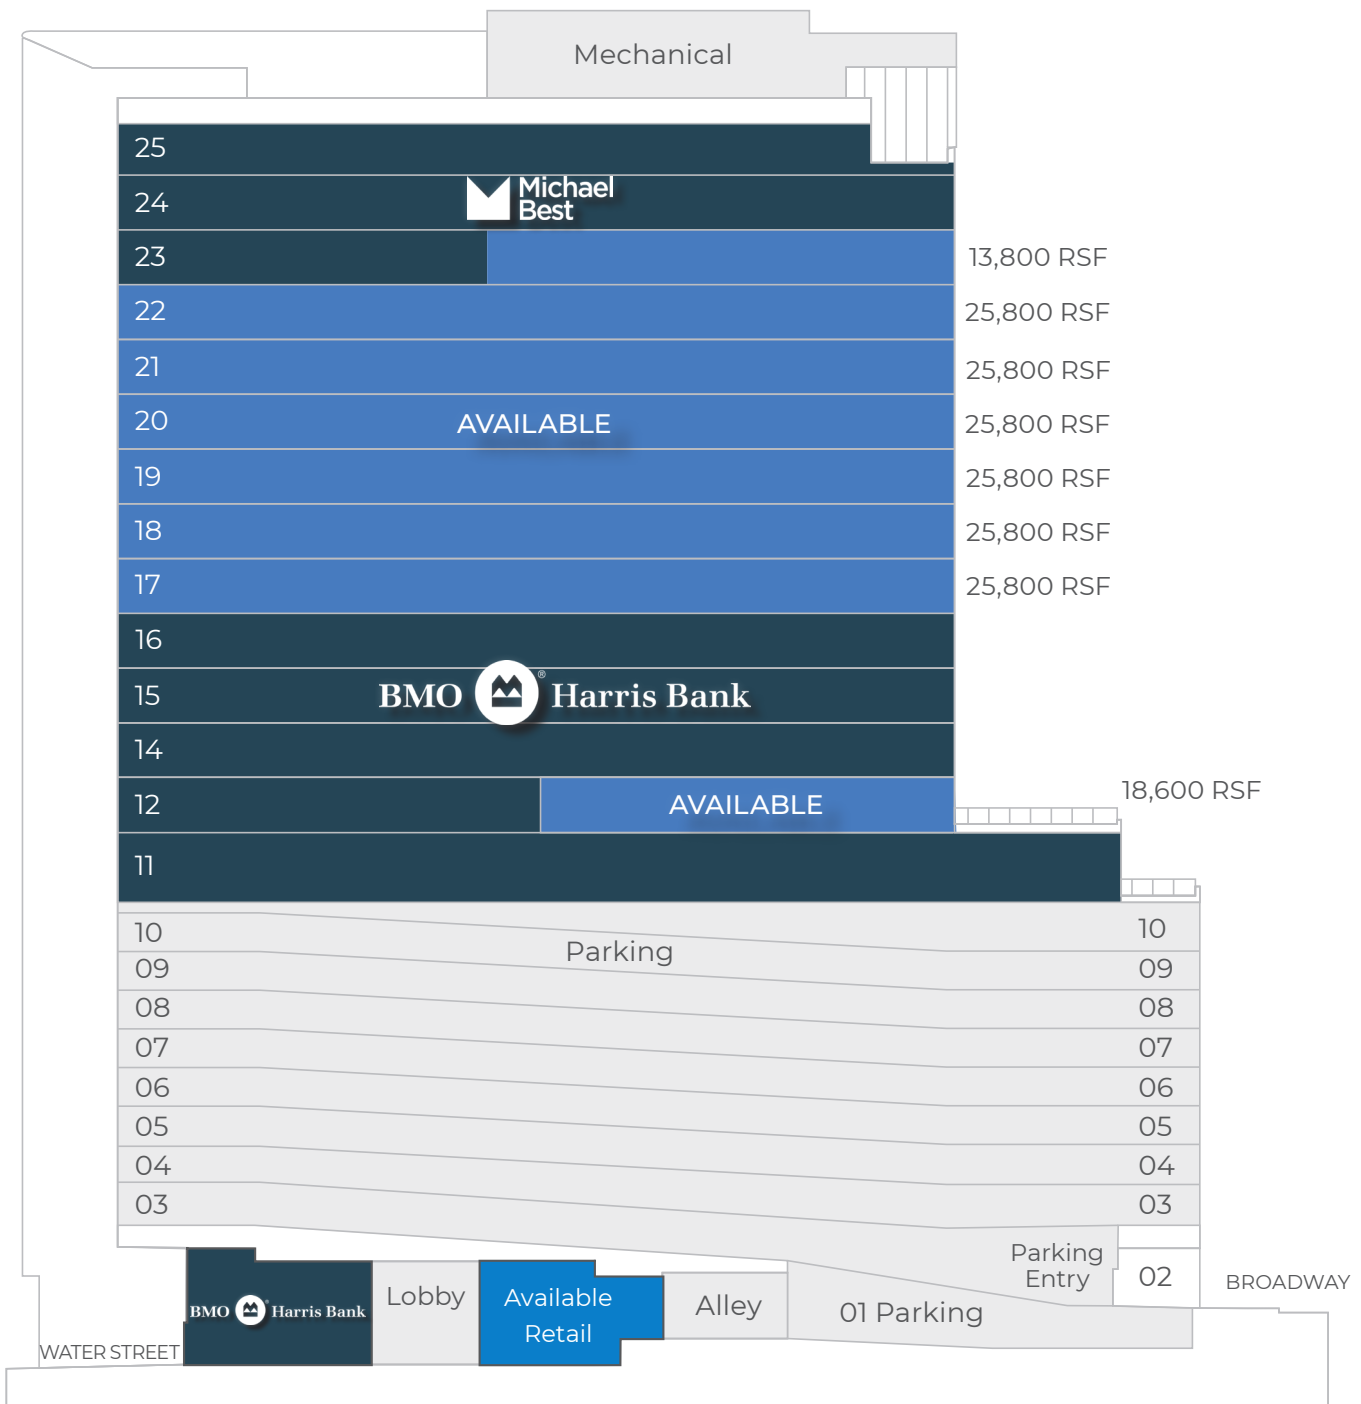 Mechanical
25
24
Michael
Best
23
13,800 RSF
22
25,800 RSF
21
25,800 RSF
20
AVAILABLE
25,800 RSF
19
25,800 RSF
18
25,800 RSF
17
25,800 RSF
16
15
BMO ® Harris Bank
14
12
AVAILABLE
18,600 RSF
11
10
Parking
10
09
09
08
08
07
07
06
06
05
05
04
04
03
03
BMO ® Harris Bank
Lobby
Available
Retail
Alley
01 Parking
Parking
Entry
02
BROADWAY
WATER STREET